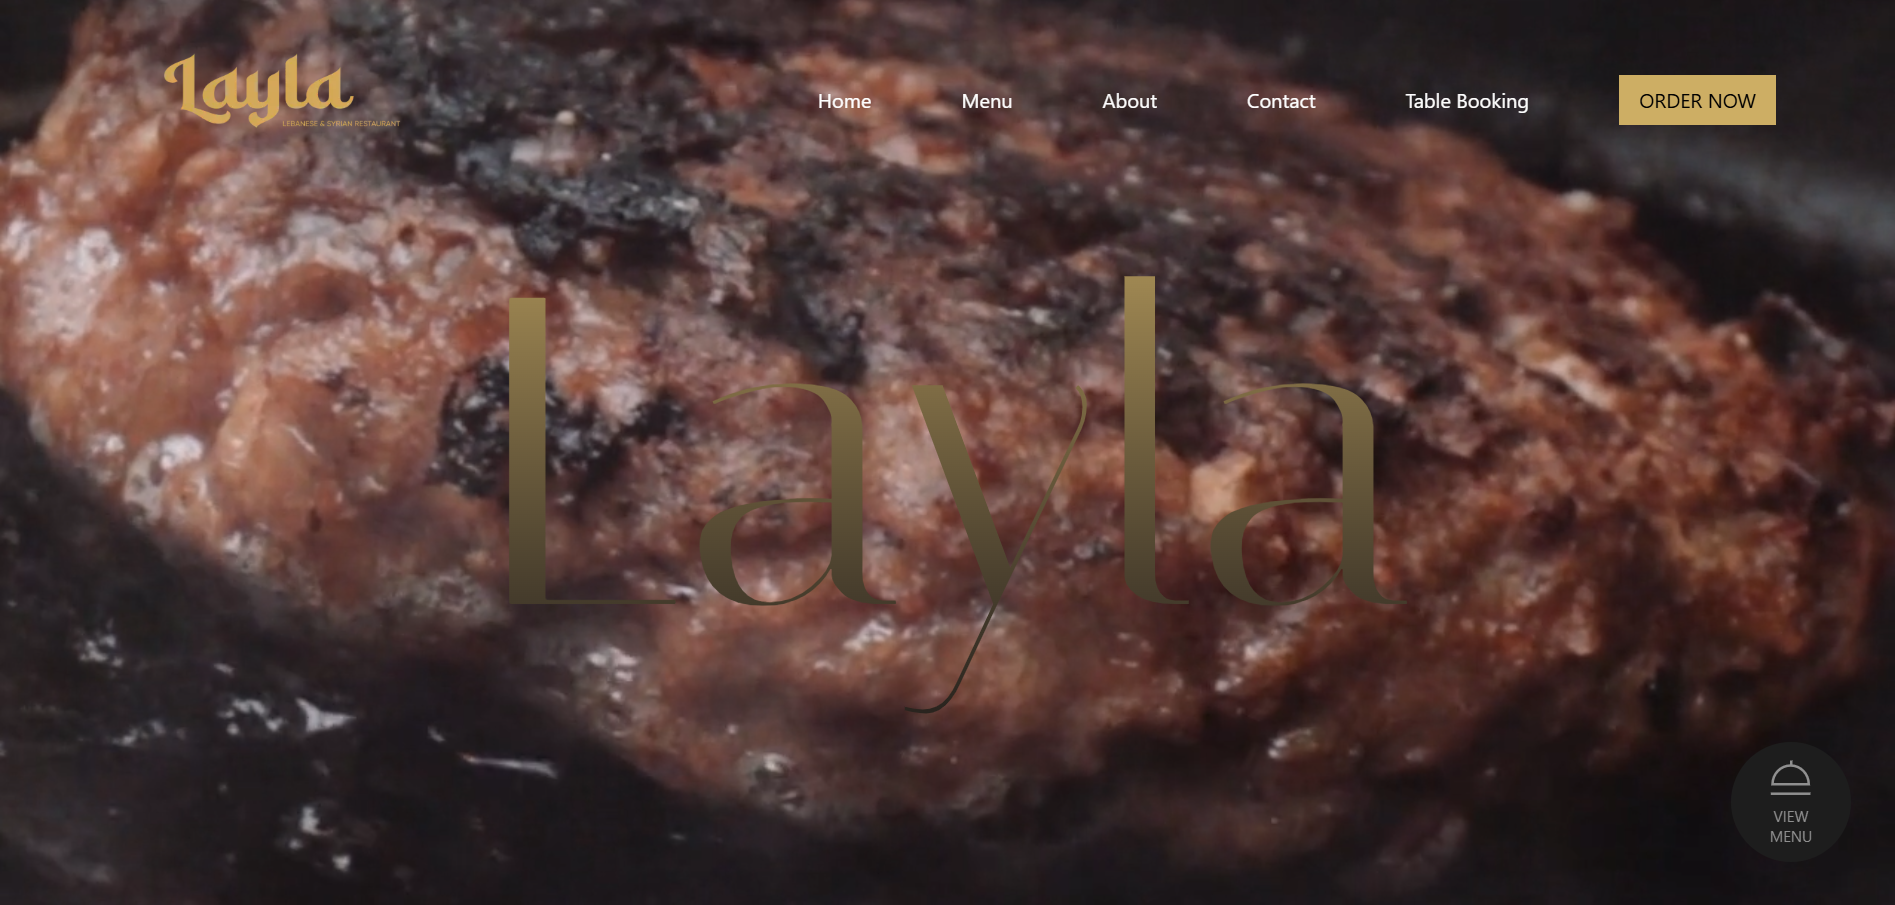 Layla
LEBANESE & SYRIAN RESTAURANT
Home
Menu
About
Contact
Table Booking
ORDER NOW
Layla
VIEW
MENU